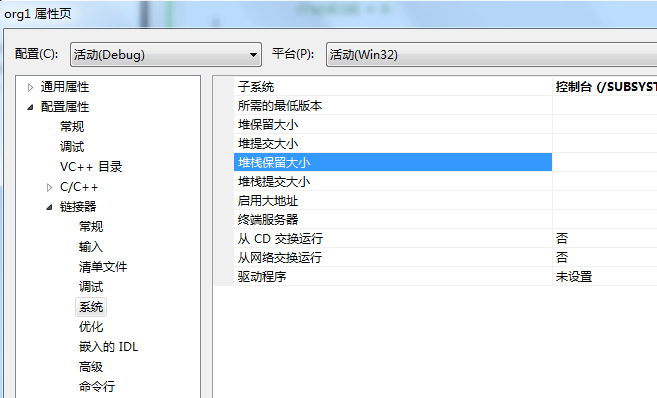 org1 属性页
配置(C): 活动(Debug) 平台(P): 活动(Win32)
通用属性
配置属性
常规
调试
VC++ 目录
C/C++
链接器
常规
输入
清单文件
调试
系统
优化
嵌入的 IDL
高级
命令行
子系统 控制台 (/SUBSYST
所需的最低版本
堆保留大小
堆提交大小
堆栈保留大小
堆栈提交大小
启用大地址
终端服务器
从 CD 交换运行 否
从网络交换运行 否
驱动程序 未设置